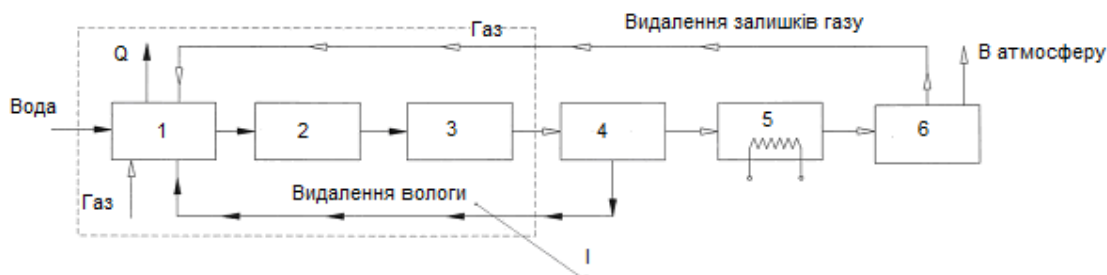 Видалення залишків газу
Газ
Q
В атмосферу
Вода
1
2
3
4
5
6
Газ
Видалення вологи
I